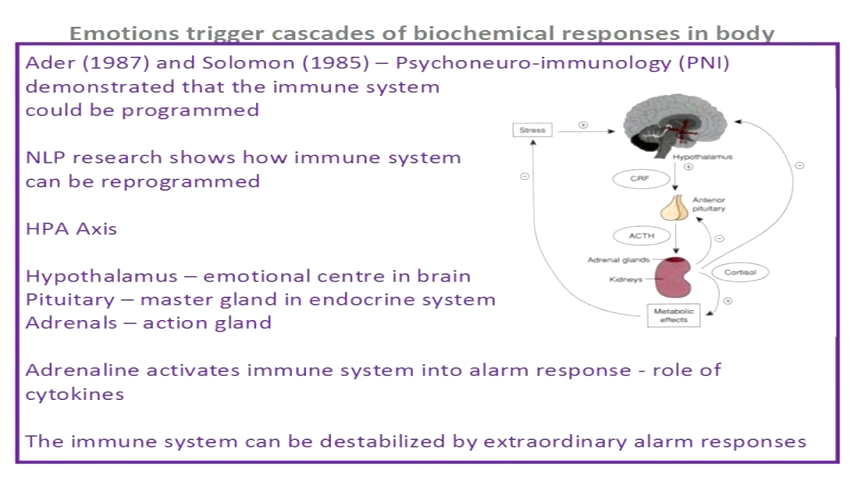 Emotions trigger cascades of biochemical responses in body
Ader (1987) and Solomon (1985) – Psychoneuro-immunology (PNI)
demonstrated that the immune system
could be programmed
NLP research shows how immune system
can be reprogrammed
HPA Axis
Hypothalamus – emotional centre in brain
Pituitary – master gland in endocrine system
Adrenals – action gland
Adrenaline activates immune system into alarm response - role of
cytokines
The immune system can be destabilized by extraordinary alarm responses
Stress
+
Hypothalamus
+
−
−
CRF
Anterior
pituitary
ACTH
−
Adrenal glands
Kidneys
Cortisol
+
Metabolic
effects